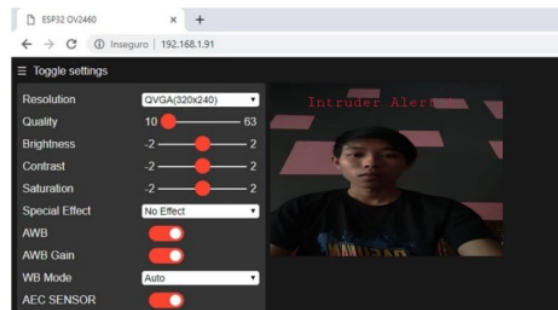 ESP32 OV2460
Inseguro | 192.168.1.91
Toggle settings
Resolution QVGA(320x240)
Quality 10 63
Brightness -2 2
Contrast -2 2
Saturation -2 2
Special Effect No Effect
AWB
AWB Gain
WB Mode Auto
AEC SENSOR
Intruder Alert